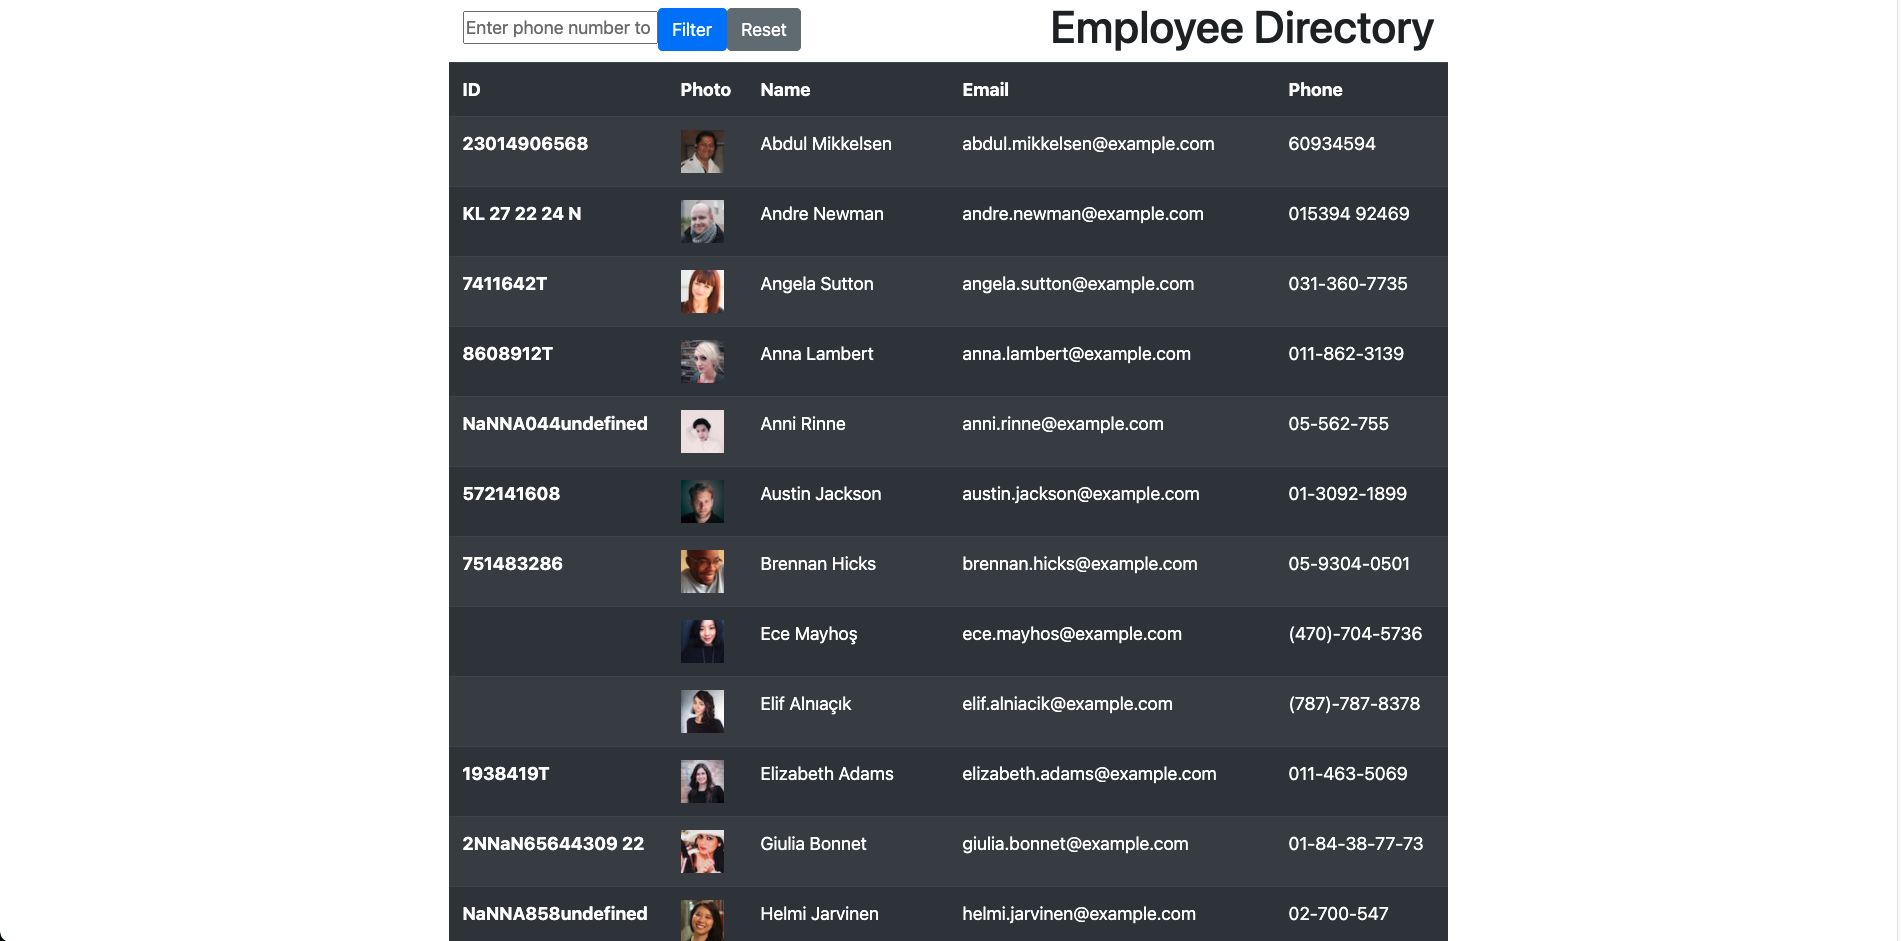 Enter phone number to Filter Reset Employee Directory
ID Photo Name Email Phone
23014906568 Abdul Mikkelsen abdul.mikkelsen@example.com 60934594
KL 27 22 24 N Andre Newman andre.newman@example.com 015394 92469
7411642T Angela Sutton angela.sutton@example.com 031-360-7735
8608912T Anna Lambert anna.lambert@example.com 011-862-3139
NaNNA044undefined Anni Rinne anni.rinne@example.com 05-562-755
572141608 Austin Jackson austin.jackson@example.com 01-3092-1899
751483286 Brennan Hicks brennan.hicks@example.com 05-9304-0501
Ece Mayhoş ece.mayhos@example.com (470)-704-5736
Elif Alnıaçık elif.alniacik@example.com (787)-787-8378
1938419T Elizabeth Adams elizabeth.adams@example.com 011-463-5069
2NNaN65644309 22 Giulia Bonnet giulia.bonnet@example.com 01-84-38-77-73
NaNNA858undefined Helmi Jarvinen helmi.jarvinen@example.com 02-700-547